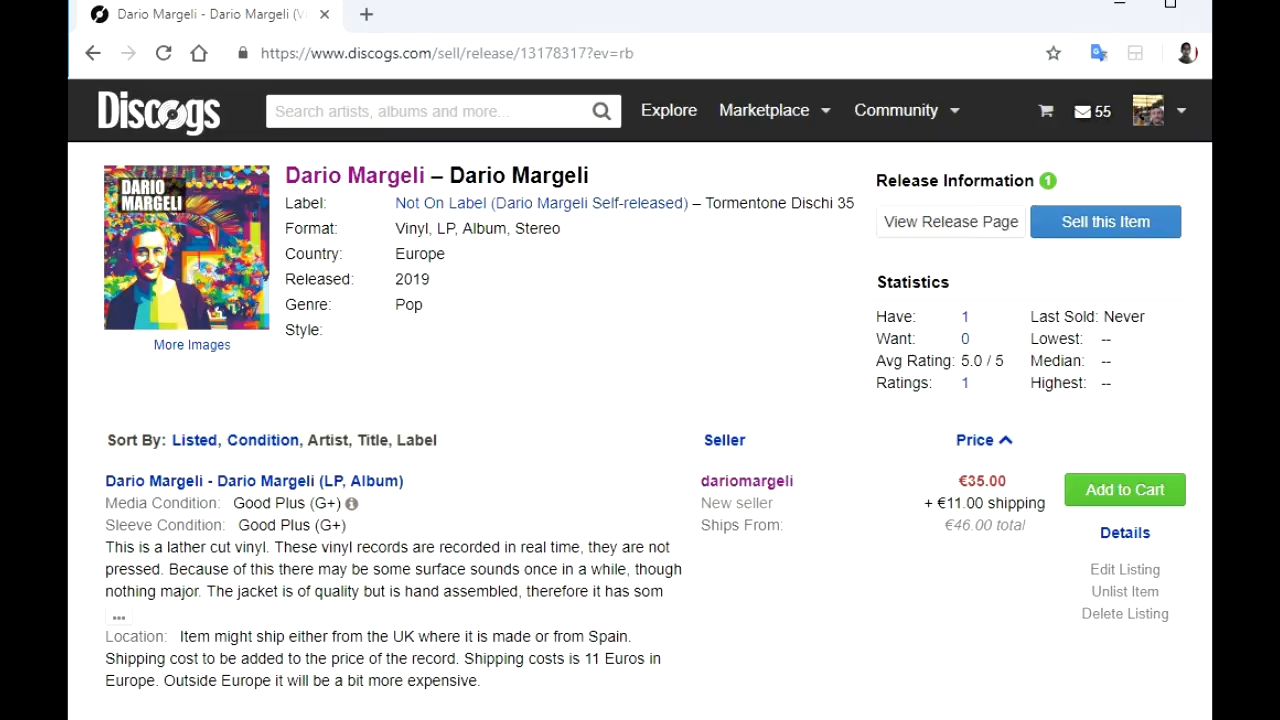 Dario Margeli - Dario Margeli (V
https://www.discogs.com/sell/release/13178317?ev=rb
Discogs
Search artists, albums and more...
Explore
Marketplace
Community
55
DARIO
MARGELI
More Images
Dario Margeli – Dario Margeli
Label: Not On Label (Dario Margeli Self-released) – Tormentone Dischi 35
Format: Vinyl, LP, Album, Stereo
Country: Europe
Released: 2019
Genre: Pop
Style:
Release Information 1
View Release Page
Sell this Item
Statistics
Have: 1 Last Sold: Never
Want: 0 Lowest: --
Avg Rating: 5.0 / 5 Median: --
Ratings: 1 Highest: --
Sort By: Listed, Condition, Artist, Title, Label
Seller
Price
Dario Margeli - Dario Margeli (LP, Album)
Media Condition: Good Plus (G+)
Sleeve Condition: Good Plus (G+)
This is a lather cut vinyl. These vinyl records are recorded in real time, they are not
pressed. Because of this there may be some surface sounds once in a while, though
nothing major. The jacket is of quality but is hand assembled, therefore it has som
...
Location: Item might ship either from the UK where it is made or from Spain.
Shipping cost to be added to the price of the record. Shipping costs is 11 Euros in
Europe. Outside Europe it will be a bit more expensive.
dariomargeli
New seller
Ships From:
€35.00
+ €11.00 shipping
€46.00 total
Add to Cart
Details
Edit Listing
Unlist Item
Delete Listing